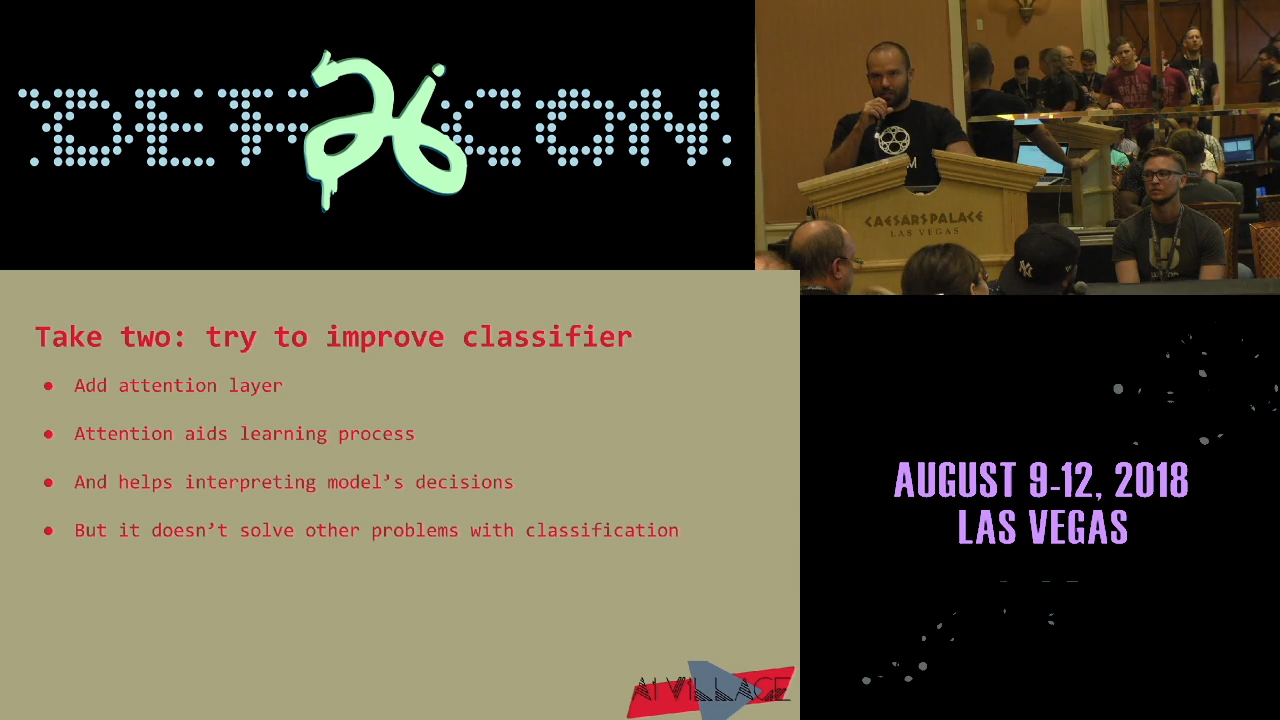 DEF CON
26
CAESARS PALACE
LAS VEGAS
Take two: try to improve classifier
● Add attention layer
● Attention aids learning process
● And helps interpreting model’s decisions
● But it doesn’t solve other problems with classification
AUGUST 9-12, 2018
LAS VEGAS
AI VILLAGE